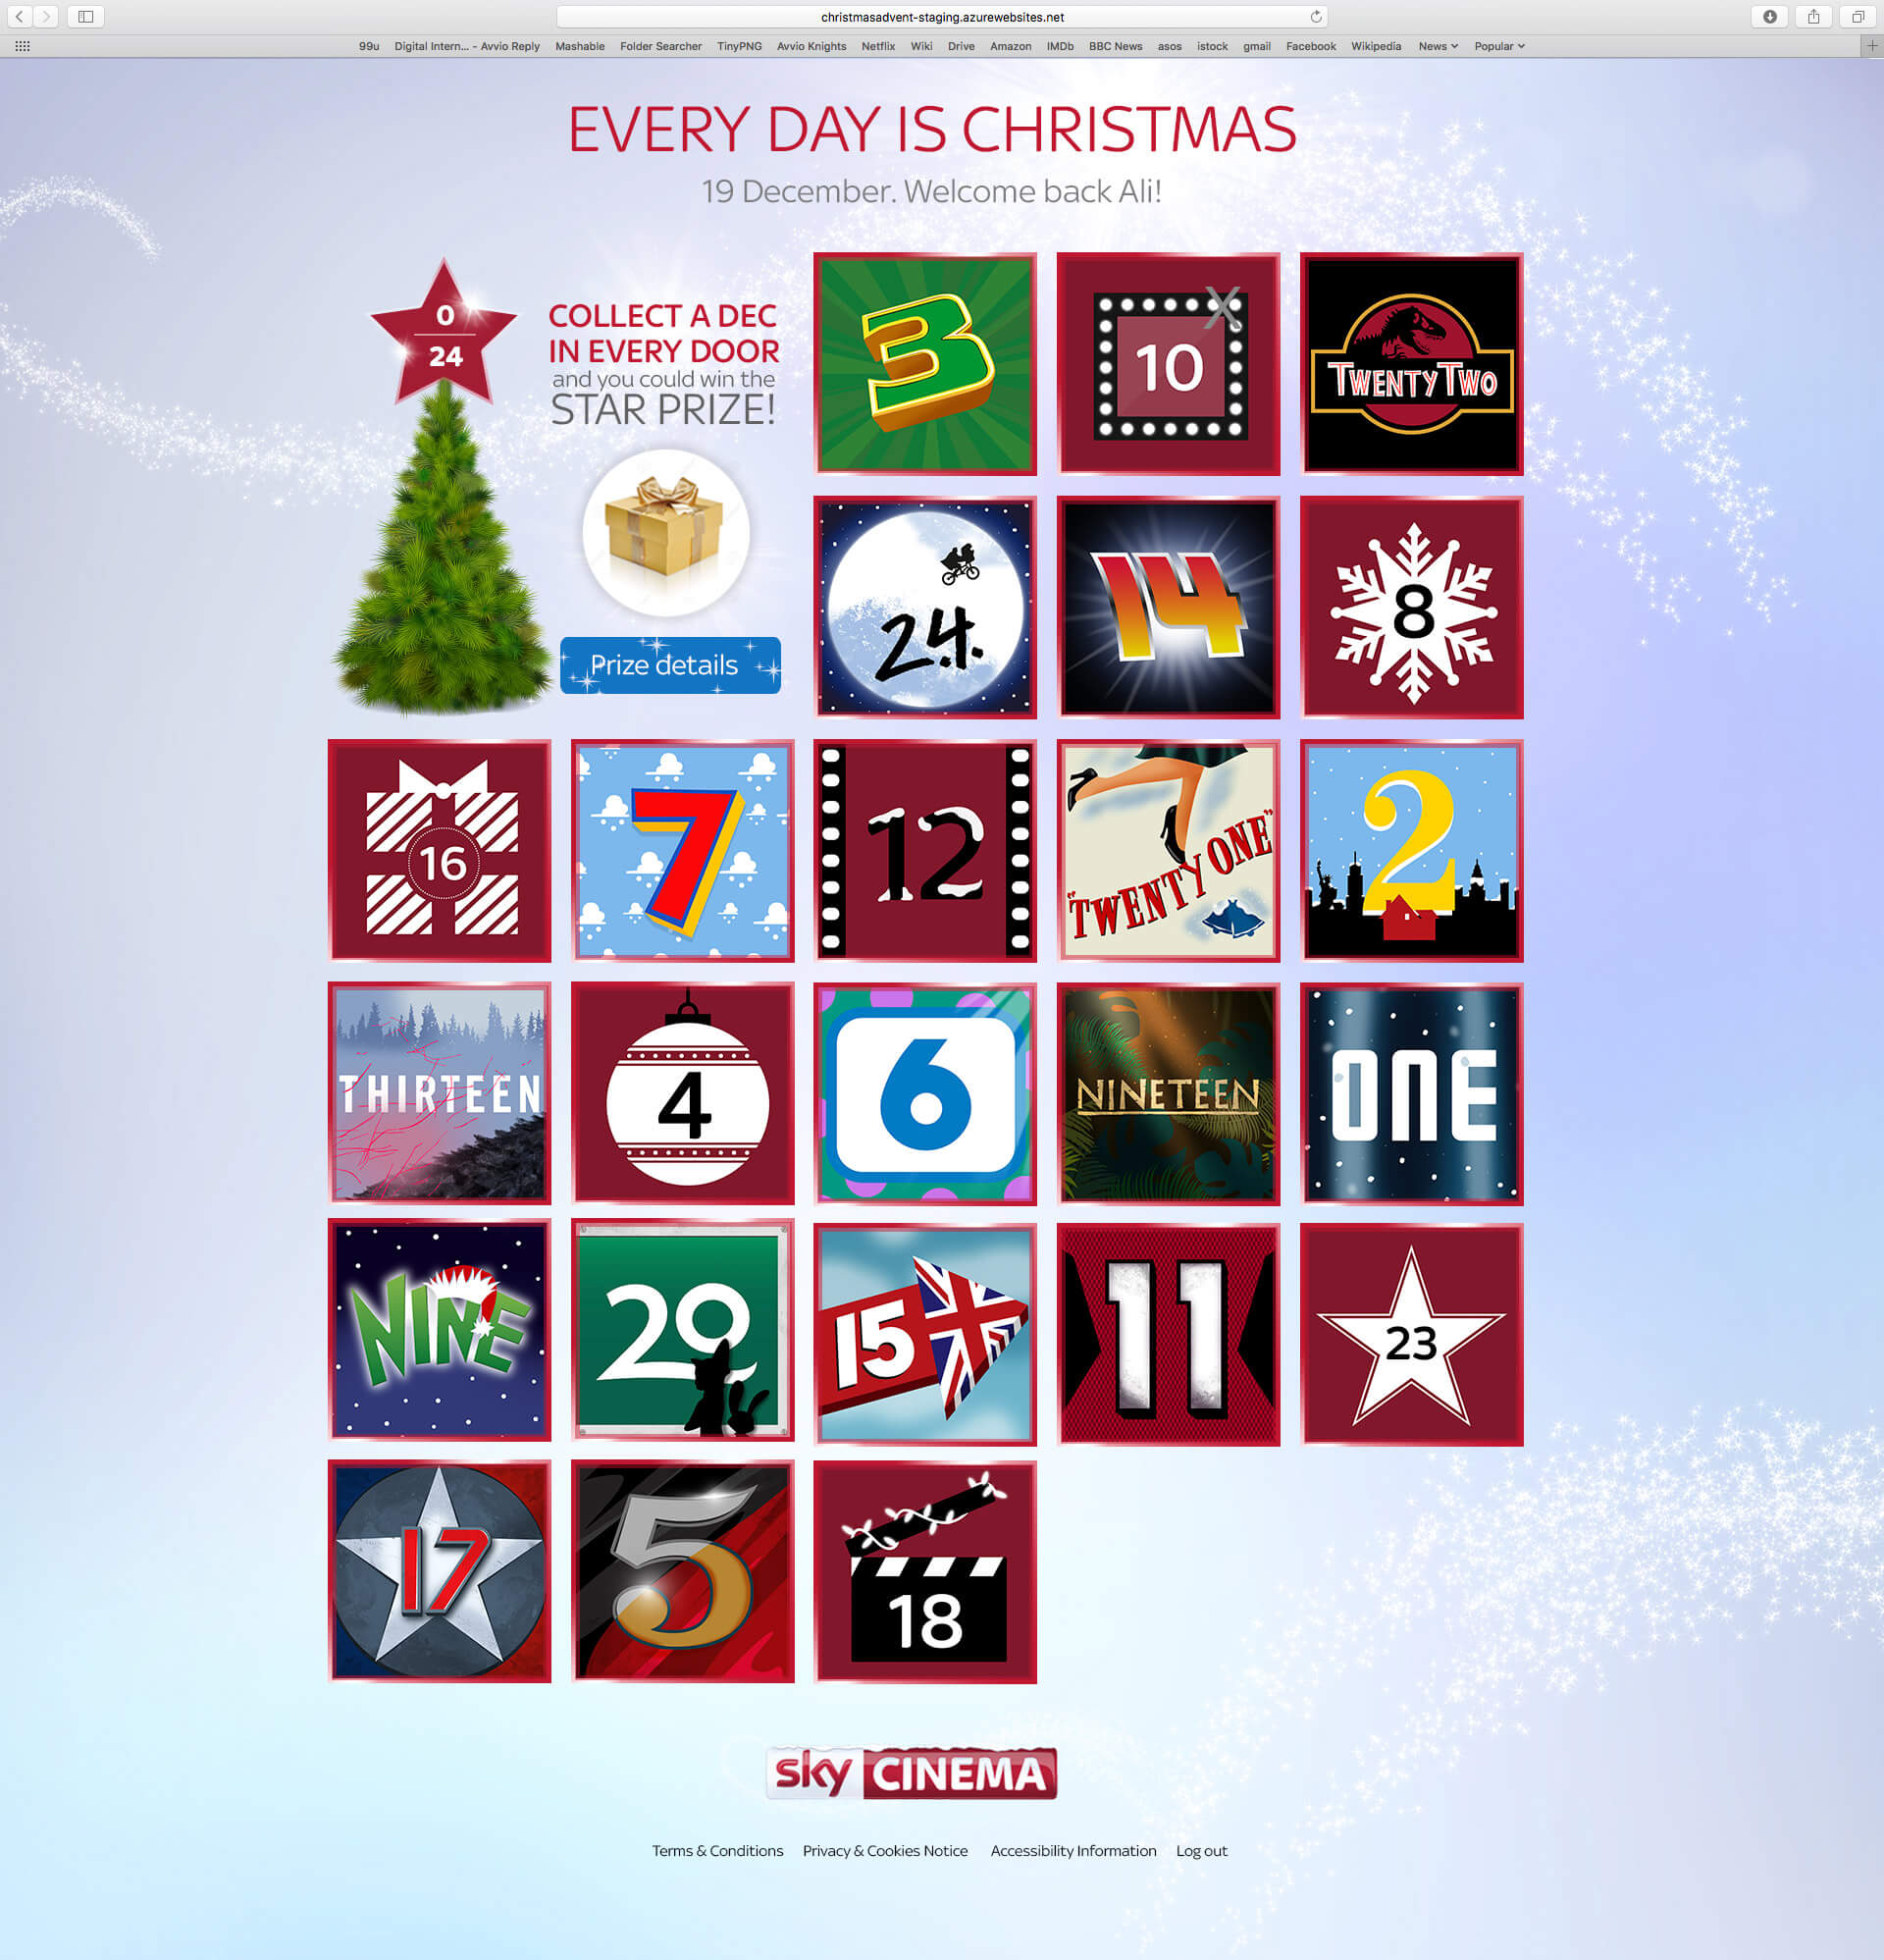 christmasadvent-staging.azurewebsites.net
99u Digital Intern... - Avvio Reply Mashable Folder Searcher TinyPNG Avvio Knights Netflix Wiki Drive Amazon IMDb BBC News asos istock gmail Facebook Wikipedia News Popular
EVERY DAY IS CHRISTMAS
19 December. Welcome back Ali!
0
24
COLLECT A DEC
IN EVERY DOOR
and you could win the
STAR PRIZE!
Prize details
3
10
X
TWENTY TWO
24.
14
8
16
7
12
"TWENTY ONE"
2
THIRTEEN
4
6
NINETEEN
ONE
NINE
20
15
11
23
17
5
18
sky CINEMA
Terms & Conditions Privacy & Cookies Notice Accessibility Information Log out